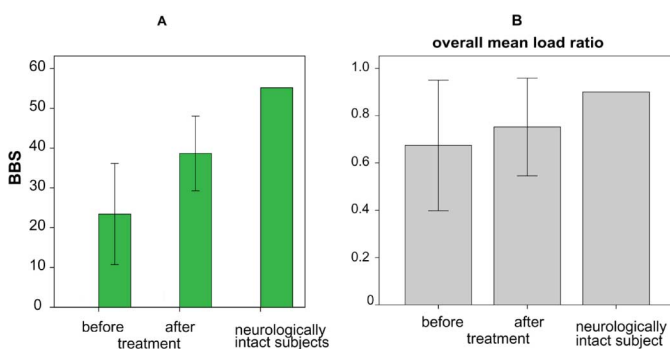 A
BBS
60
50
40
30
20
10
0
before
after
neurologically
treatment
intact subjects
B
overall mean load ratio
1.0
0.8
0.6
0.4
0.2
0
before
after
neurologically
treatment
intact subject